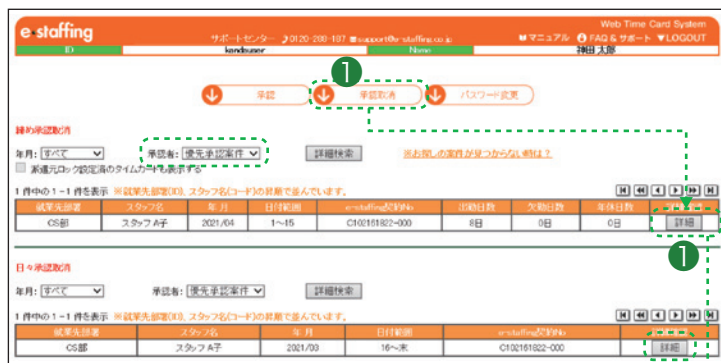 e-staffing
Web Time Card System
サポートセンター 0120-200-187 support@e-staffing.co.jp
マニュアル FAQ & サポート ▼LOGOUT
ID kandauser Name 神田 太郎
承認 承認取消 パスワード変更
1
締め承認取消
年月: すべて 承認者: 優先承認案件 詳細検索 ※お探しの案件が見つからない時は？
派遣元ロック設定済のタイムカードも表示する
1 件中の 1 - 1 件を表示 ※就業先部署(ID)、スタッフ名(コード)の昇順で並んでいます。
就業先部署 スタッフ名 年月 日付範囲 e-staffing契約No 出勤日数 欠勤日数 年休日数
CS部 スタッフ A子 2021/04 1〜15 C102161822-000 8日 0日 0日 詳細
1
日々承認取消
年月: すべて 承認者: 優先承認案件 詳細検索
1 件中の 1 - 1 件を表示 ※就業先部署(ID)、スタッフ名(コード)の昇順で並んでいます。
就業先部署 スタッフ名 年月 日付範囲 e-staffing契約No
CS部 スタッフ A子 2021/03 16〜末 C102161822-000 詳細